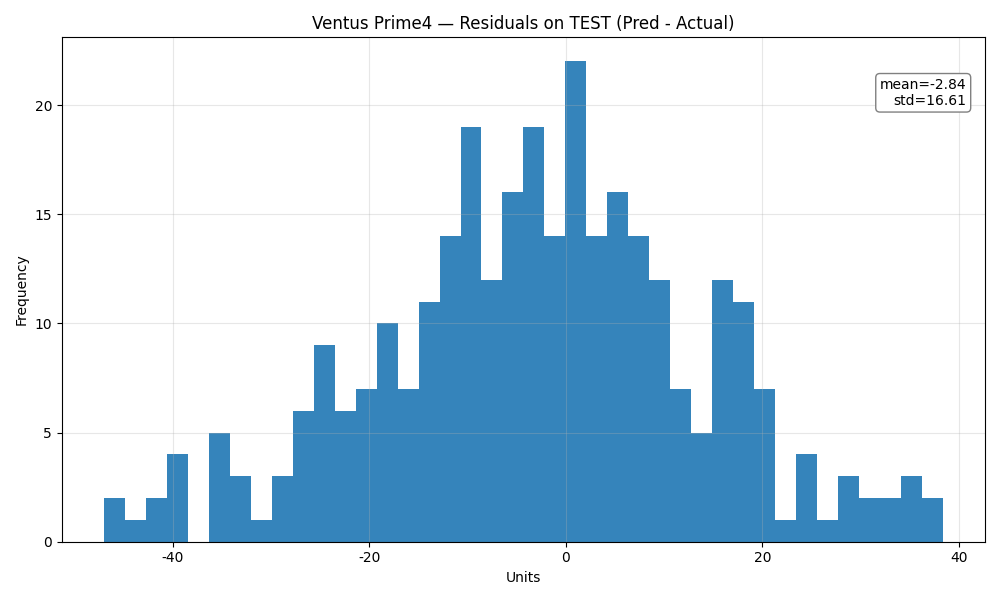 Ventus Prime4 — Residuals on TEST (Pred - Actual)
mean=-2.84
std=16.61
Frequency
20
15
10
5
0
-40 -20 0 20 40
Units